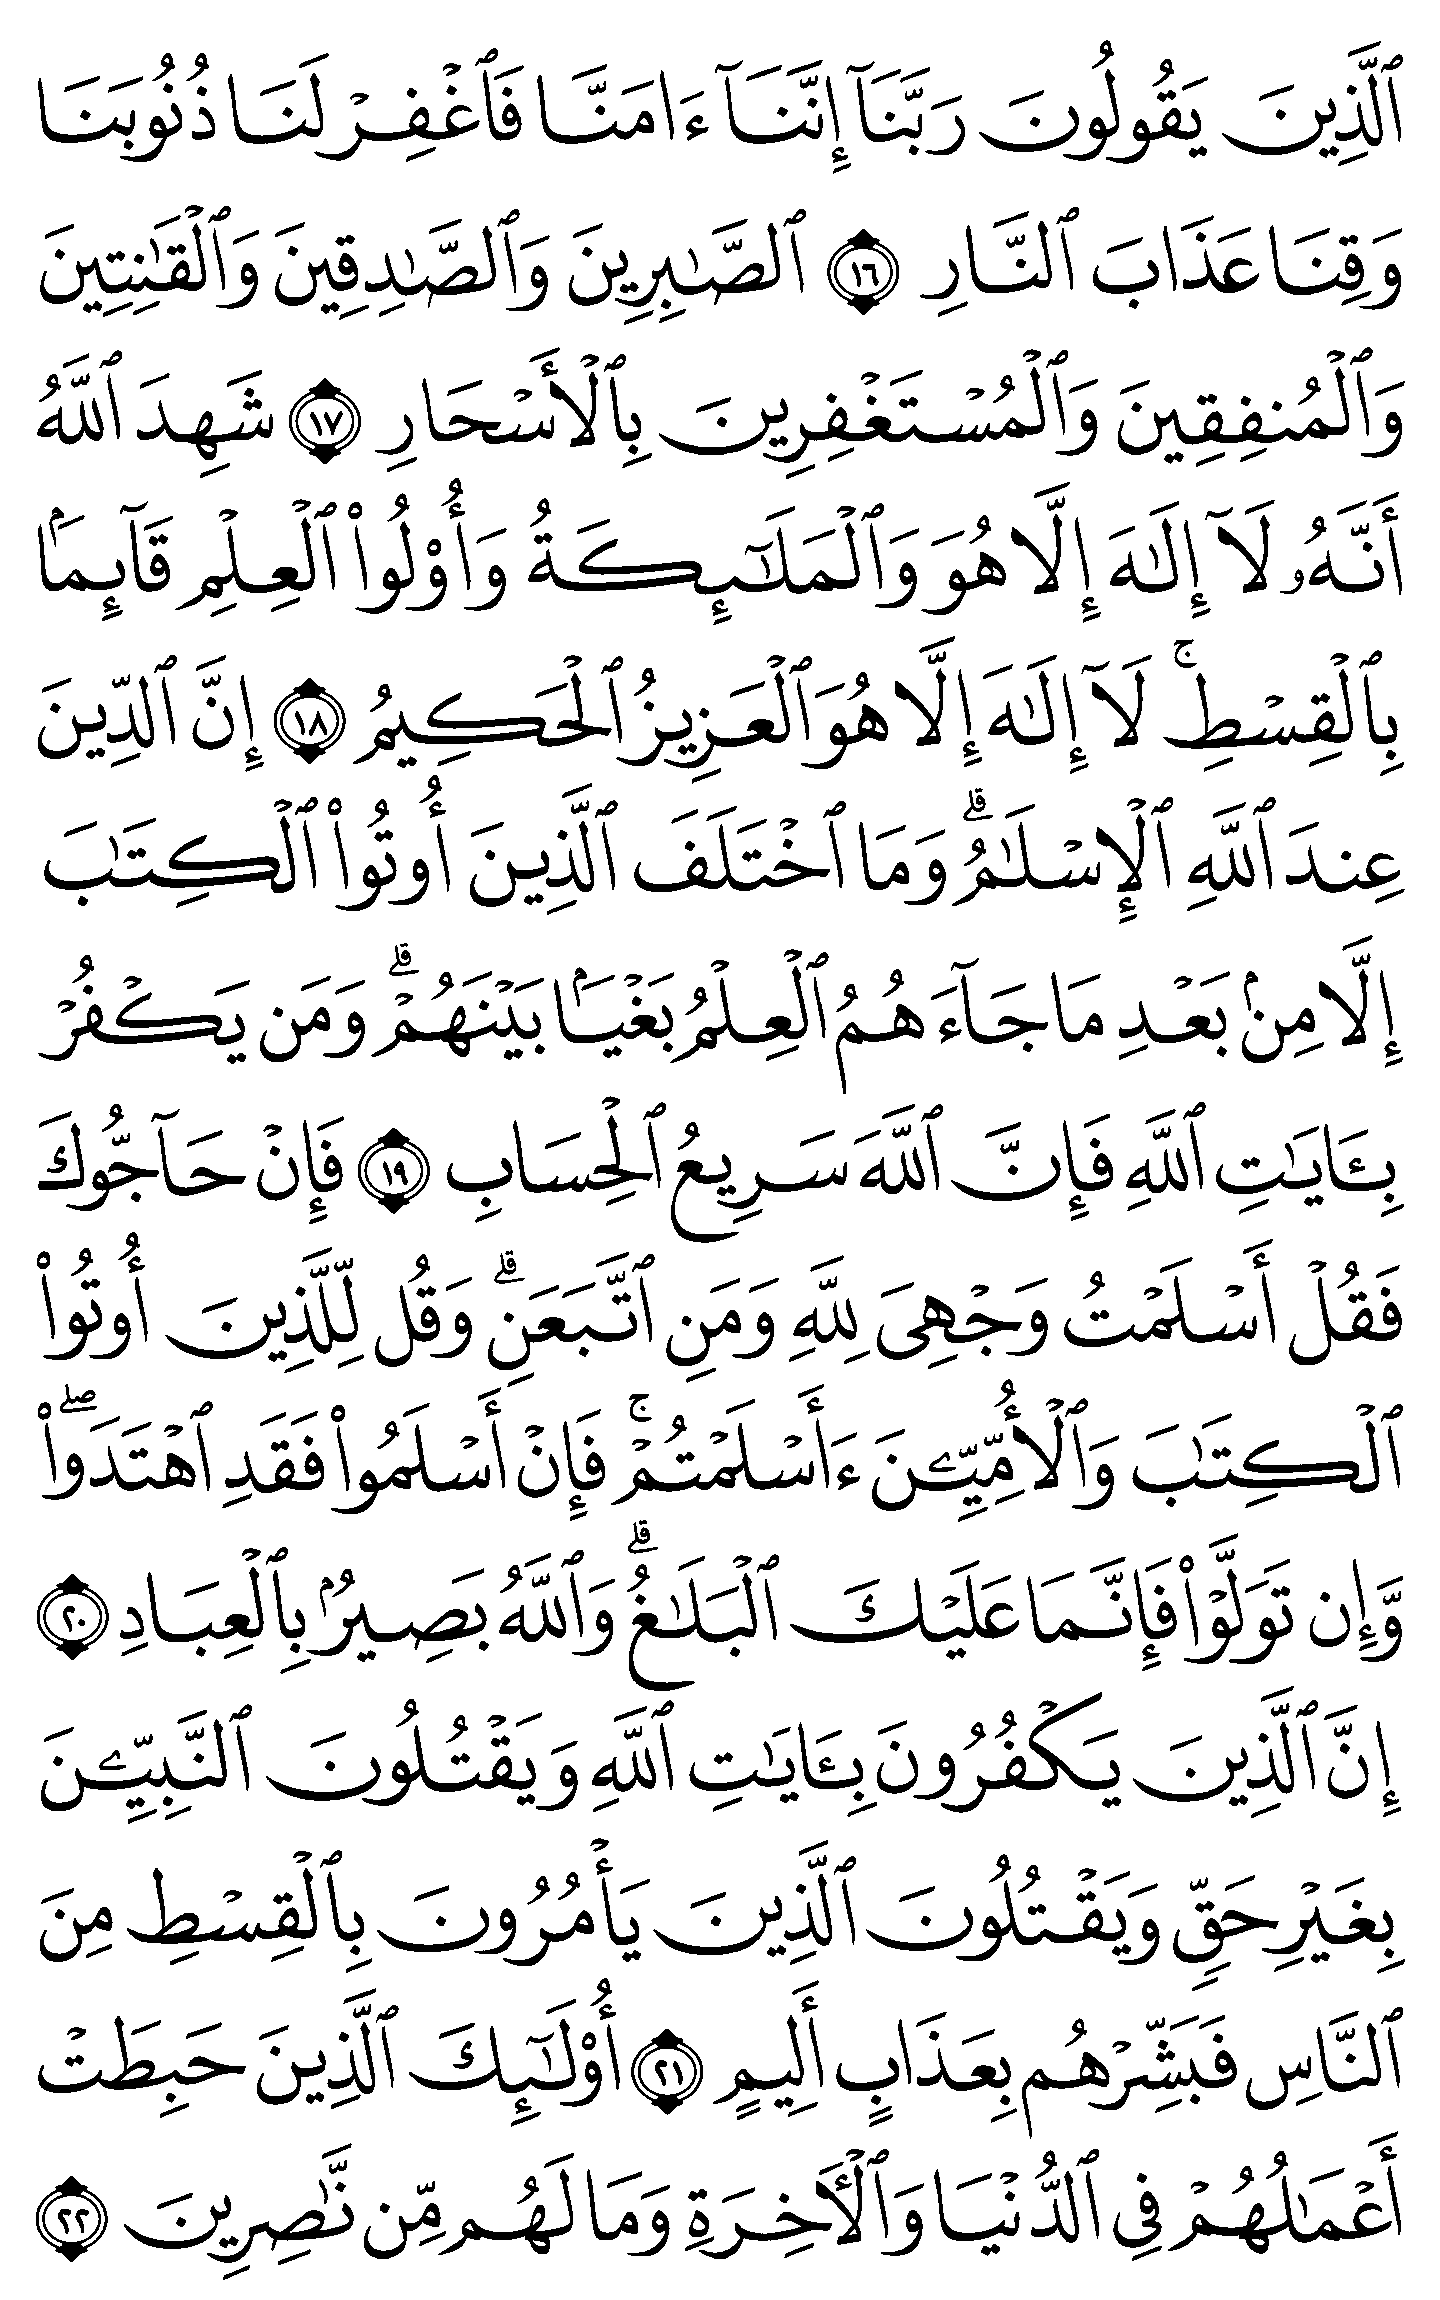 ٱلَّذِينَ يَقُولُونَ رَبَّنَآ إِنَّنَآ ءَامَنَّا فَٱغْفِرْ لَنَا ذُنُوبَنَا
وَقِنَا عَذَابَ ٱلنَّارِ ١٦ ٱلصَّـٰبِرِينَ وَٱلصَّـٰدِقِينَ وَٱلْقَـٰنِتِينَ
وَٱلْمُنفِقِينَ وَٱلْمُسْتَغْفِرِينَ بِٱلْأَسْحَارِ ١٧ شَهِدَ ٱللَّهُ
أَنَّهُۥ لَآ إِلَـٰهَ إِلَّا هُوَ وَٱلْمَلَـٰٓئِكَةُ وَأُو۟لُوا۟ ٱلْعِلْمِ قَآئِمًۢا
بِٱلْقِسْطِ ۚ لَآ إِلَـٰهَ إِلَّا هُوَ ٱلْعَزِيزُ ٱلْحَكِيمُ ١٨ إِنَّ ٱلدِّينَ
عِندَ ٱللَّهِ ٱلْإِسْلَـٰمُ ۗ وَمَا ٱخْتَلَفَ ٱلَّذِينَ أُوتُوا۟ ٱلْكِتَـٰبَ
إِلَّا مِنۢ بَعْدِ مَا جَآءَهُمُ ٱلْعِلْمُ بَغْيًۢا بَيْنَهُمْ ۗ وَمَن يَكْفُرْ
بِـَٔايَـٰتِ ٱللَّهِ فَإِنَّ ٱللَّهَ سَرِيعُ ٱلْحِسَابِ ١٩ فَإِنْ حَآجُّوكَ
فَقُلْ أَسْلَمْتُ وَجْهِىَ لِلَّهِ وَمَنِ ٱتَّبَعَنِ ۗ وَقُل لِّلَّذِينَ أُوتُوا۟
ٱلْكِتَـٰبَ وَٱلْأُمِّيِّـۧنَ ءَأَسْلَمْتُمْ ۚ فَإِنْ أَسْلَمُوا۟ فَقَدِ ٱهْتَدَوا۟ ۖ
وَّإِن تَوَلَّوْا۟ فَإِنَّمَا عَلَيْكَ ٱلْبَلَـٰغُ ۗ وَٱللَّهُ بَصِيرٌۢ بِٱلْعِبَادِ ٢٠
إِنَّ ٱلَّذِينَ يَكْفُرُونَ بِـَٔايَـٰتِ ٱللَّهِ وَيَقْتُلُونَ ٱلنَّبِيِّـۧنَ
بِغَيْرِ حَقٍّ وَيَقْتُلُونَ ٱلَّذِينَ يَأْمُرُونَ بِٱلْقِسْطِ مِنَ
ٱلنَّاسِ فَبَشِّرْهُم بِعَذَابٍ أَلِيمٍ ٢١ أُو۟لَـٰٓئِكَ ٱلَّذِينَ حَبِطَتْ
أَعْمَـٰلُهُمْ فِى ٱلدُّنْيَا وَٱلْـَٔاخِرَةِ وَمَا لَهُم مِّن نَّـٰصِرِينَ ٢٢